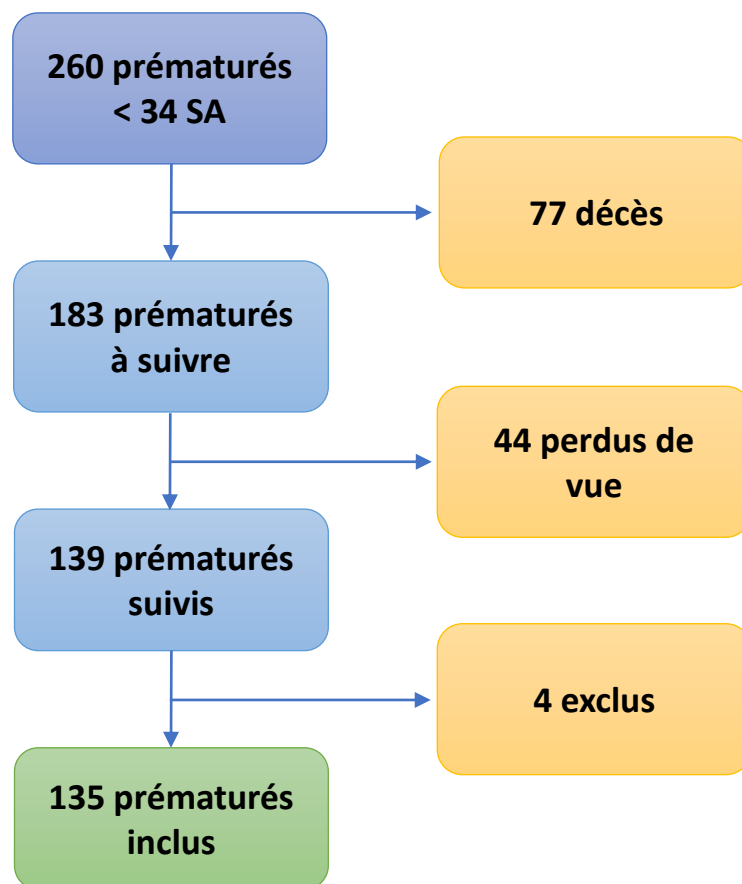 260 prématurés
< 34 SA
77 décès
183 prématurés
à suivre
44 perdus de
vue
139 prématurés
suivis
4 exclus
135 prématurés
inclus